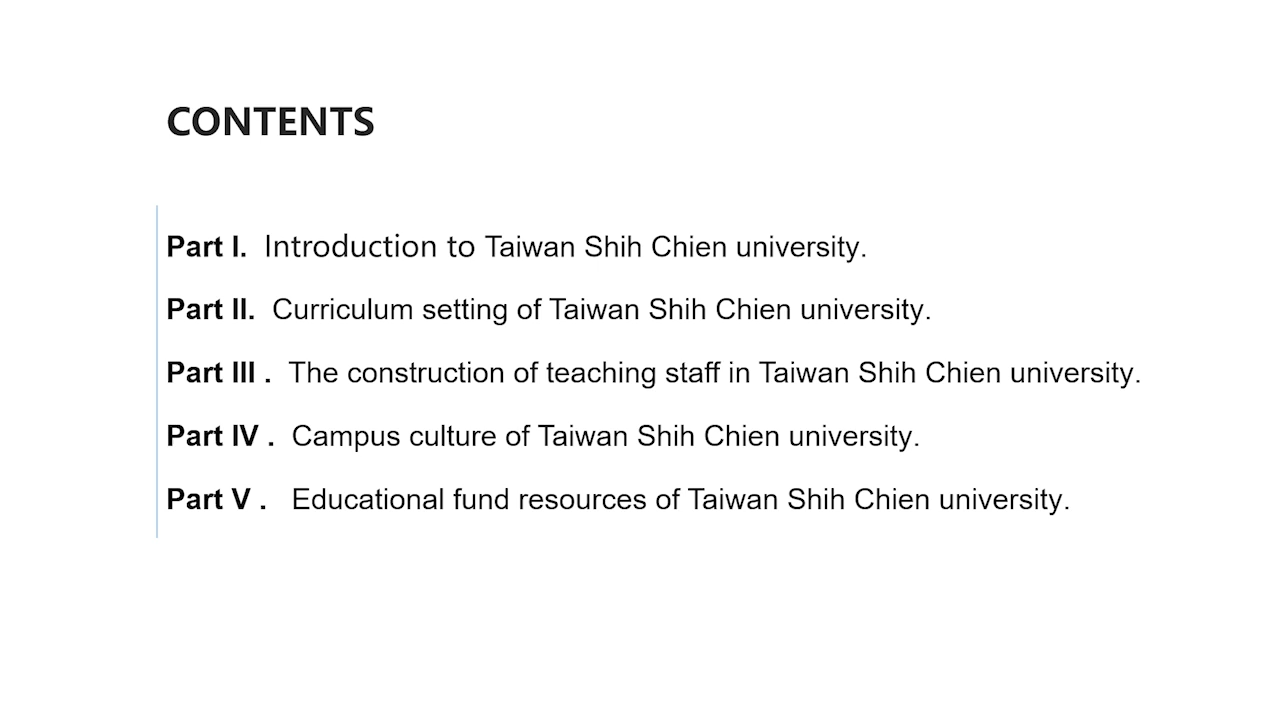 CONTENTS
Part I. Introduction to Taiwan Shih Chien university.
Part II. Curriculum setting of Taiwan Shih Chien university.
Part III . The construction of teaching staff in Taiwan Shih Chien university.
Part IV . Campus culture of Taiwan Shih Chien university.
Part V . Educational fund resources of Taiwan Shih Chien university.